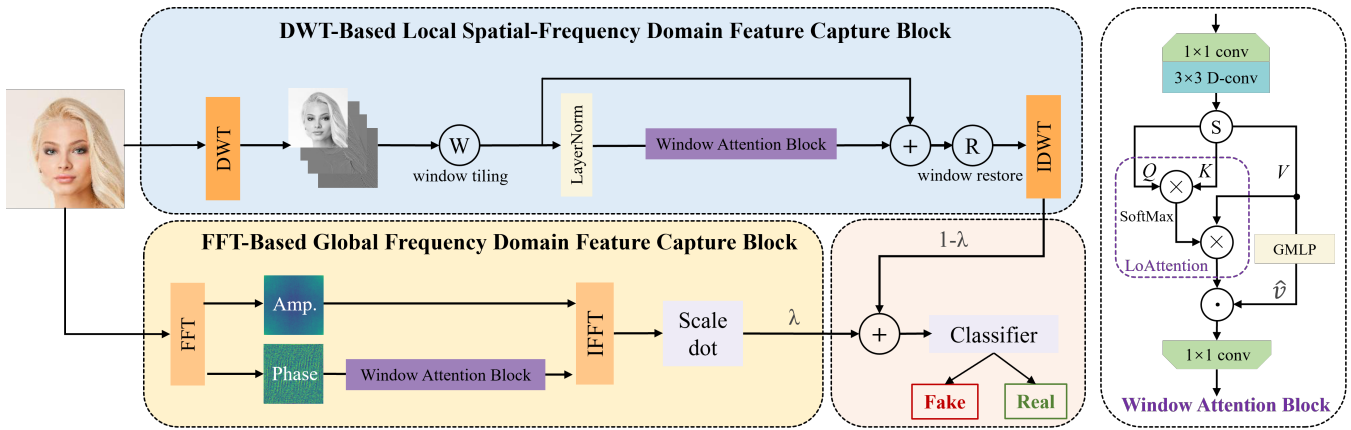 DWT-Based Local Spatial-Frequency Domain Feature Capture Block
DWT
W
window tiling
LayerNorm
Window Attention Block
+
R
window restore
IDWT
FFT-Based Global Frequency Domain Feature Capture Block
FFT
Amp.
Phase
Window Attention Block
IFFT
Scale
dot
λ
1-λ
+
Classifier
Fake
Real
1×1 conv
3×3 D-conv
S
Q
K
V
×
SoftMax
×
GMLP
LoAttention
v̂
·
1×1 conv
Window Attention Block